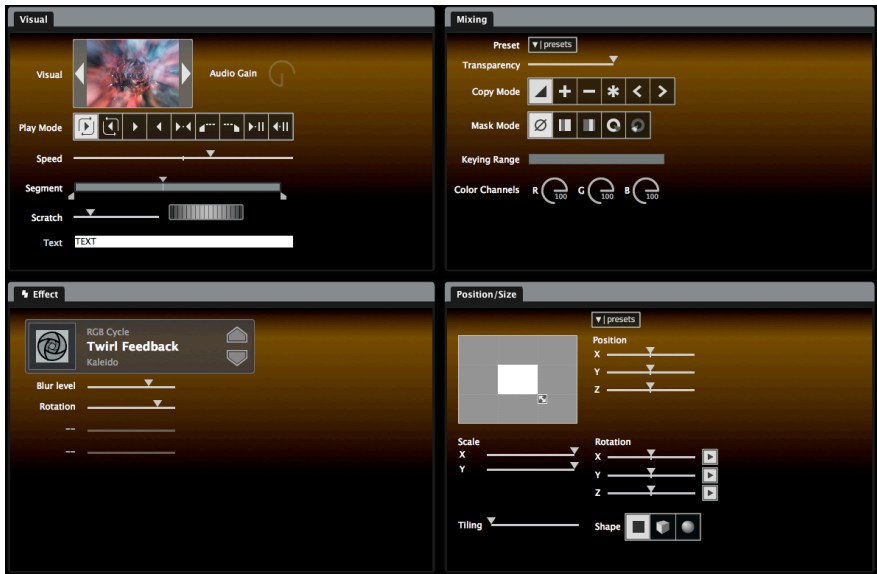 Visual
Visual
Audio Gain
Play Mode
Speed
Segment
Scratch
Text
TEXT
Mixing
Preset
▼| presets
Transparency
Copy Mode
Mask Mode
Keying Range
Color Channels
R 100 G 100 B 100
Effect
RGB Cycle
Twirl Feedback
Kaleido
Blur level
Rotation
--
--
Position/Size
▼| presets
Position
X
Y
Z
Scale
X
Y
Rotation
X
Y
Z
Tiling
Shape